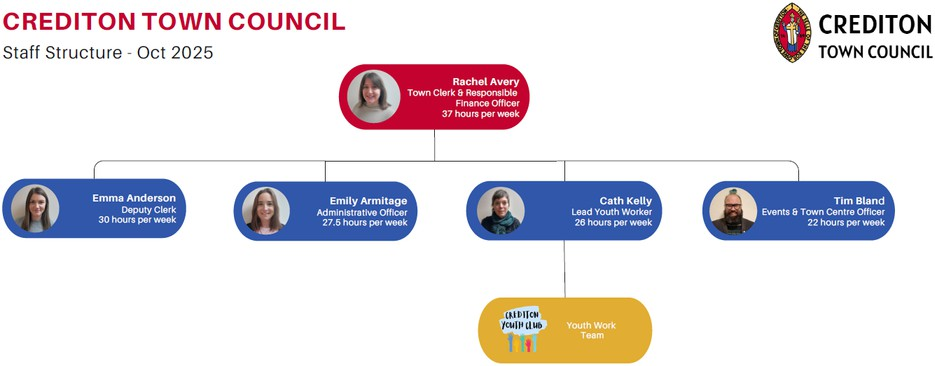 CREDITON TOWN COUNCIL
Staff Structure - Oct 2025
CREDITON
TOWN COUNCIL
Rachel Avery
Town Clerk & Responsible
Finance Officer
37 hours per week
Emma Anderson
Deputy Clerk
30 hours per week
Emily Armitage
Administrative Officer
27.5 hours per week
Cath Kelly
Lead Youth Worker
26 hours per week
Tim Bland
Events & Town Centre Officer
22 hours per week
CREDITON
YOUTH CLUB
Youth Work
Team